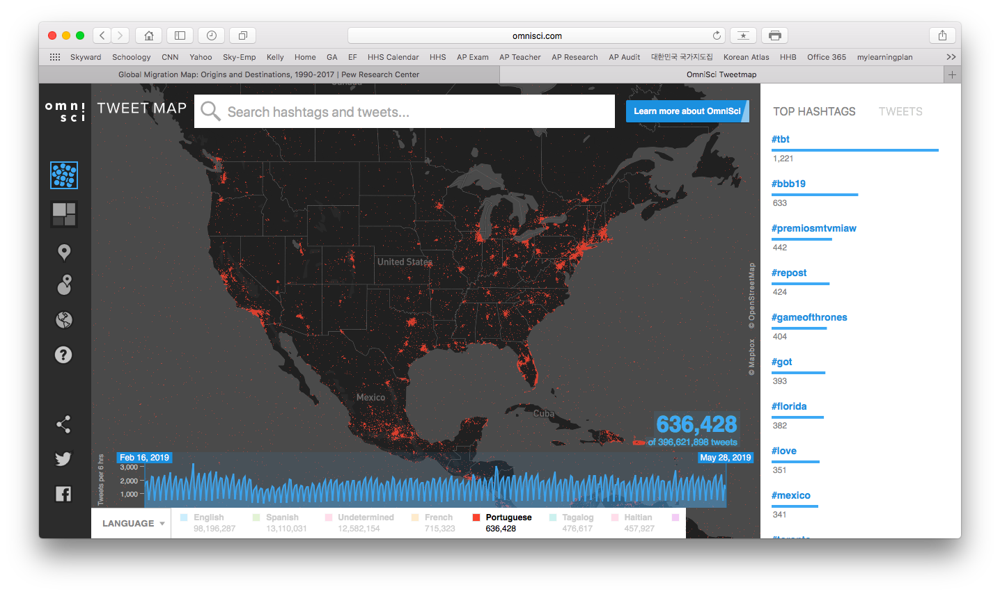 omnisci.com
Skyward Schoology CNN Yahoo Sky-Emp Kelly Home GA EF HHS Calendar HHS AP Exam AP Teacher AP Research AP Audit 대한민국 국가지도집 Korean Atlas HHB Office 365 mylearningplan >>
Global Migration Map: Origins and Destinations, 1990-2017 | Pew Research Center
OmniSci Tweetmap
omni
sci
TWEET MAP
Search hashtags and tweets...
Learn more about OmniSci
TOP HASHTAGS
TWEETS
#tbt
1,221
#bbb19
633
#premiosmtvmiaw
442
#repost
424
#gameofthrones
404
#got
393
#florida
382
#love
351
#mexico
341
#toronto
Canada
United States
Mexico
Cuba
© Mapbox © OpenStreetMap
636,428
of 396,621,898 tweets
Feb 16, 2019
May 28, 2019
Tweets per 6 hrs
3,000
2,000
1,000
LANGUAGE
English
98,196,287
Spanish
13,110,031
Undetermined
12,582,154
French
715,323
Portuguese
636,428
Tagalog
476,617
Haitian
457,927